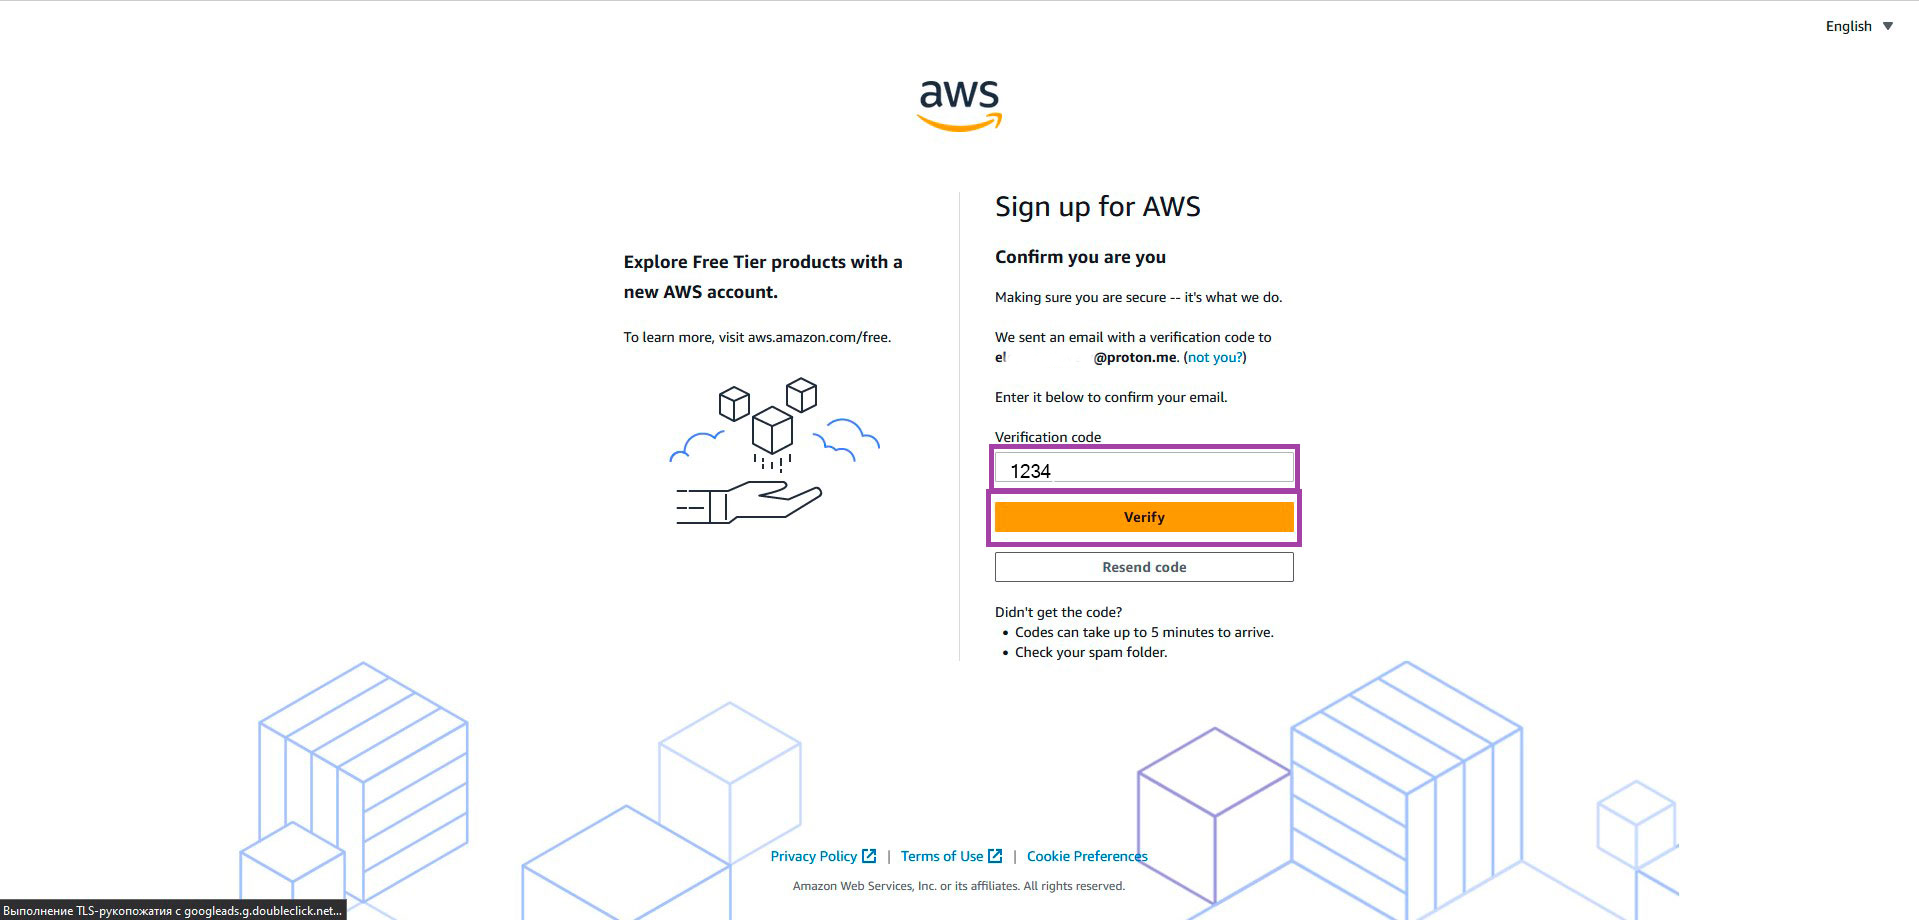 English
aws
Explore Free Tier products with a
new AWS account.
To learn more, visit aws.amazon.com/free.
Sign up for AWS
Confirm you are you
Making sure you are secure -- it's what we do.
We sent an email with a verification code to
el @proton.me. (not you?)
Enter it below to confirm your email.
Verification code
1234
Verify
Resend code
Didn't get the code?
• Codes can take up to 5 minutes to arrive.
• Check your spam folder.
Privacy Policy | Terms of Use | Cookie Preferences
Amazon Web Services, Inc. or its affiliates. All rights reserved.
Выполнение TLS-рукопожатия с googleads.g.doubleclick.net...